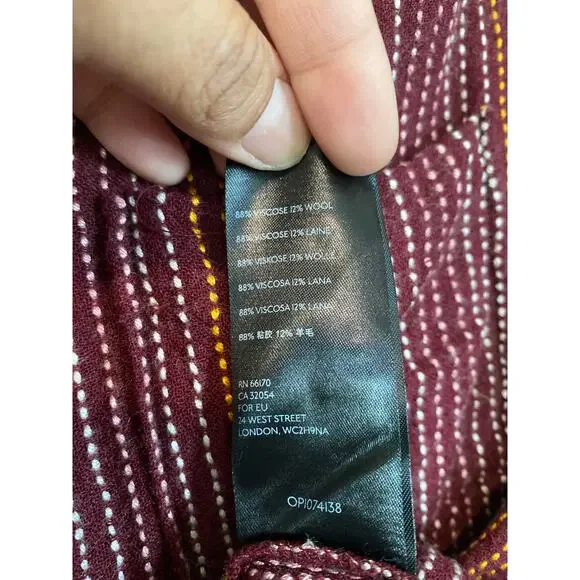 88% VISCOSE 12% WOOL
88% VISCOSE 12% LAINE
88% VISKOSE 12% WOLLE
88% VISCOSA 12% LANA
88% VISCOSA 12% LANA
88% 粘胶 12% 羊毛
RN 66170
CA 32054
FOR EU
24 WEST STREET
LONDON, WC2H9NA
OP1074138